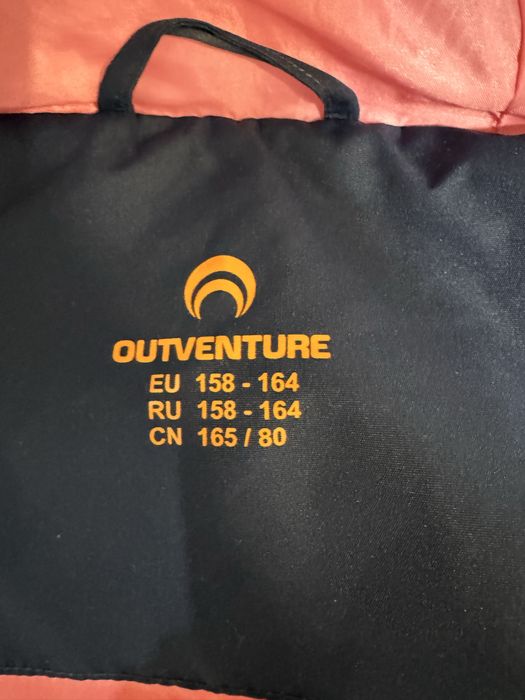 OUTVENTURE
EU 158 - 164
RU 158 - 164
CN 165 / 80